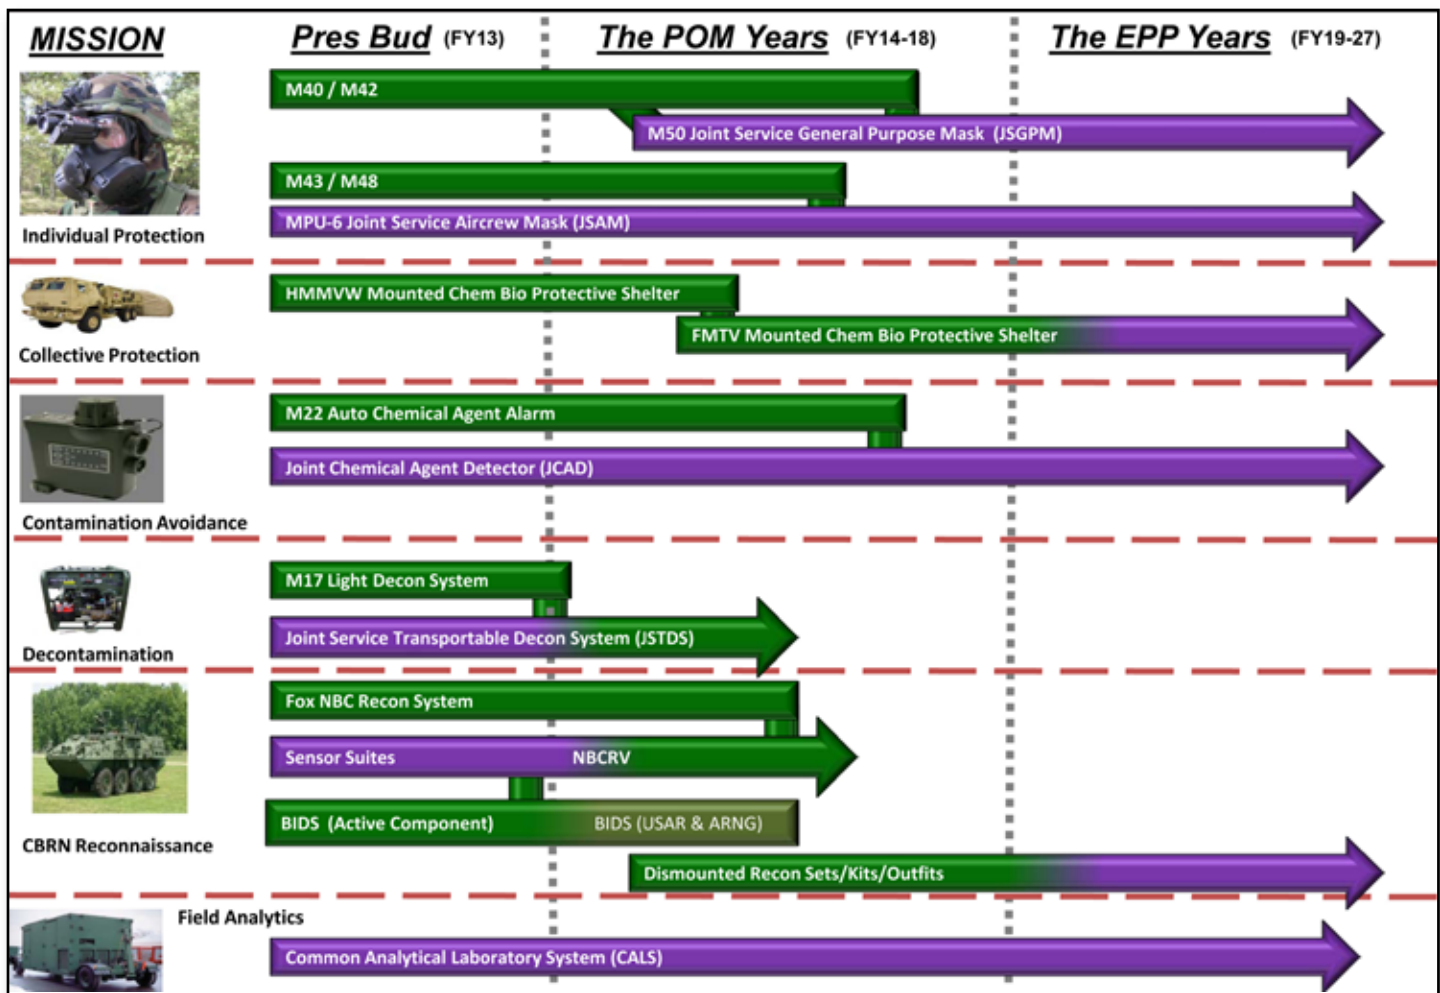 MISSION
Pres Bud (FY13)
The POM Years (FY14-18)
The EPP Years (FY19-27)
M40 / M42
M50 Joint Service General Purpose Mask (JSGPM)
M43 / M48
MPU-6 Joint Service Aircrew Mask (JSAM)
Individual Protection
HMMVW Mounted Chem Bio Protective Shelter
FMTV Mounted Chem Bio Protective Shelter
Collective Protection
M22 Auto Chemical Agent Alarm
Joint Chemical Agent Detector (JCAD)
Contamination Avoidance
M17 Light Decon System
Joint Service Transportable Decon System (JSTDS)
Decontamination
Fox NBC Recon System
Sensor Suites NBCRV
BIDS (Active Component) BIDS (USAR & ARNG)
CBRN Reconnaissance
Dismounted Recon Sets/Kits/Outfits
Field Analytics
Common Analytical Laboratory System (CALS)